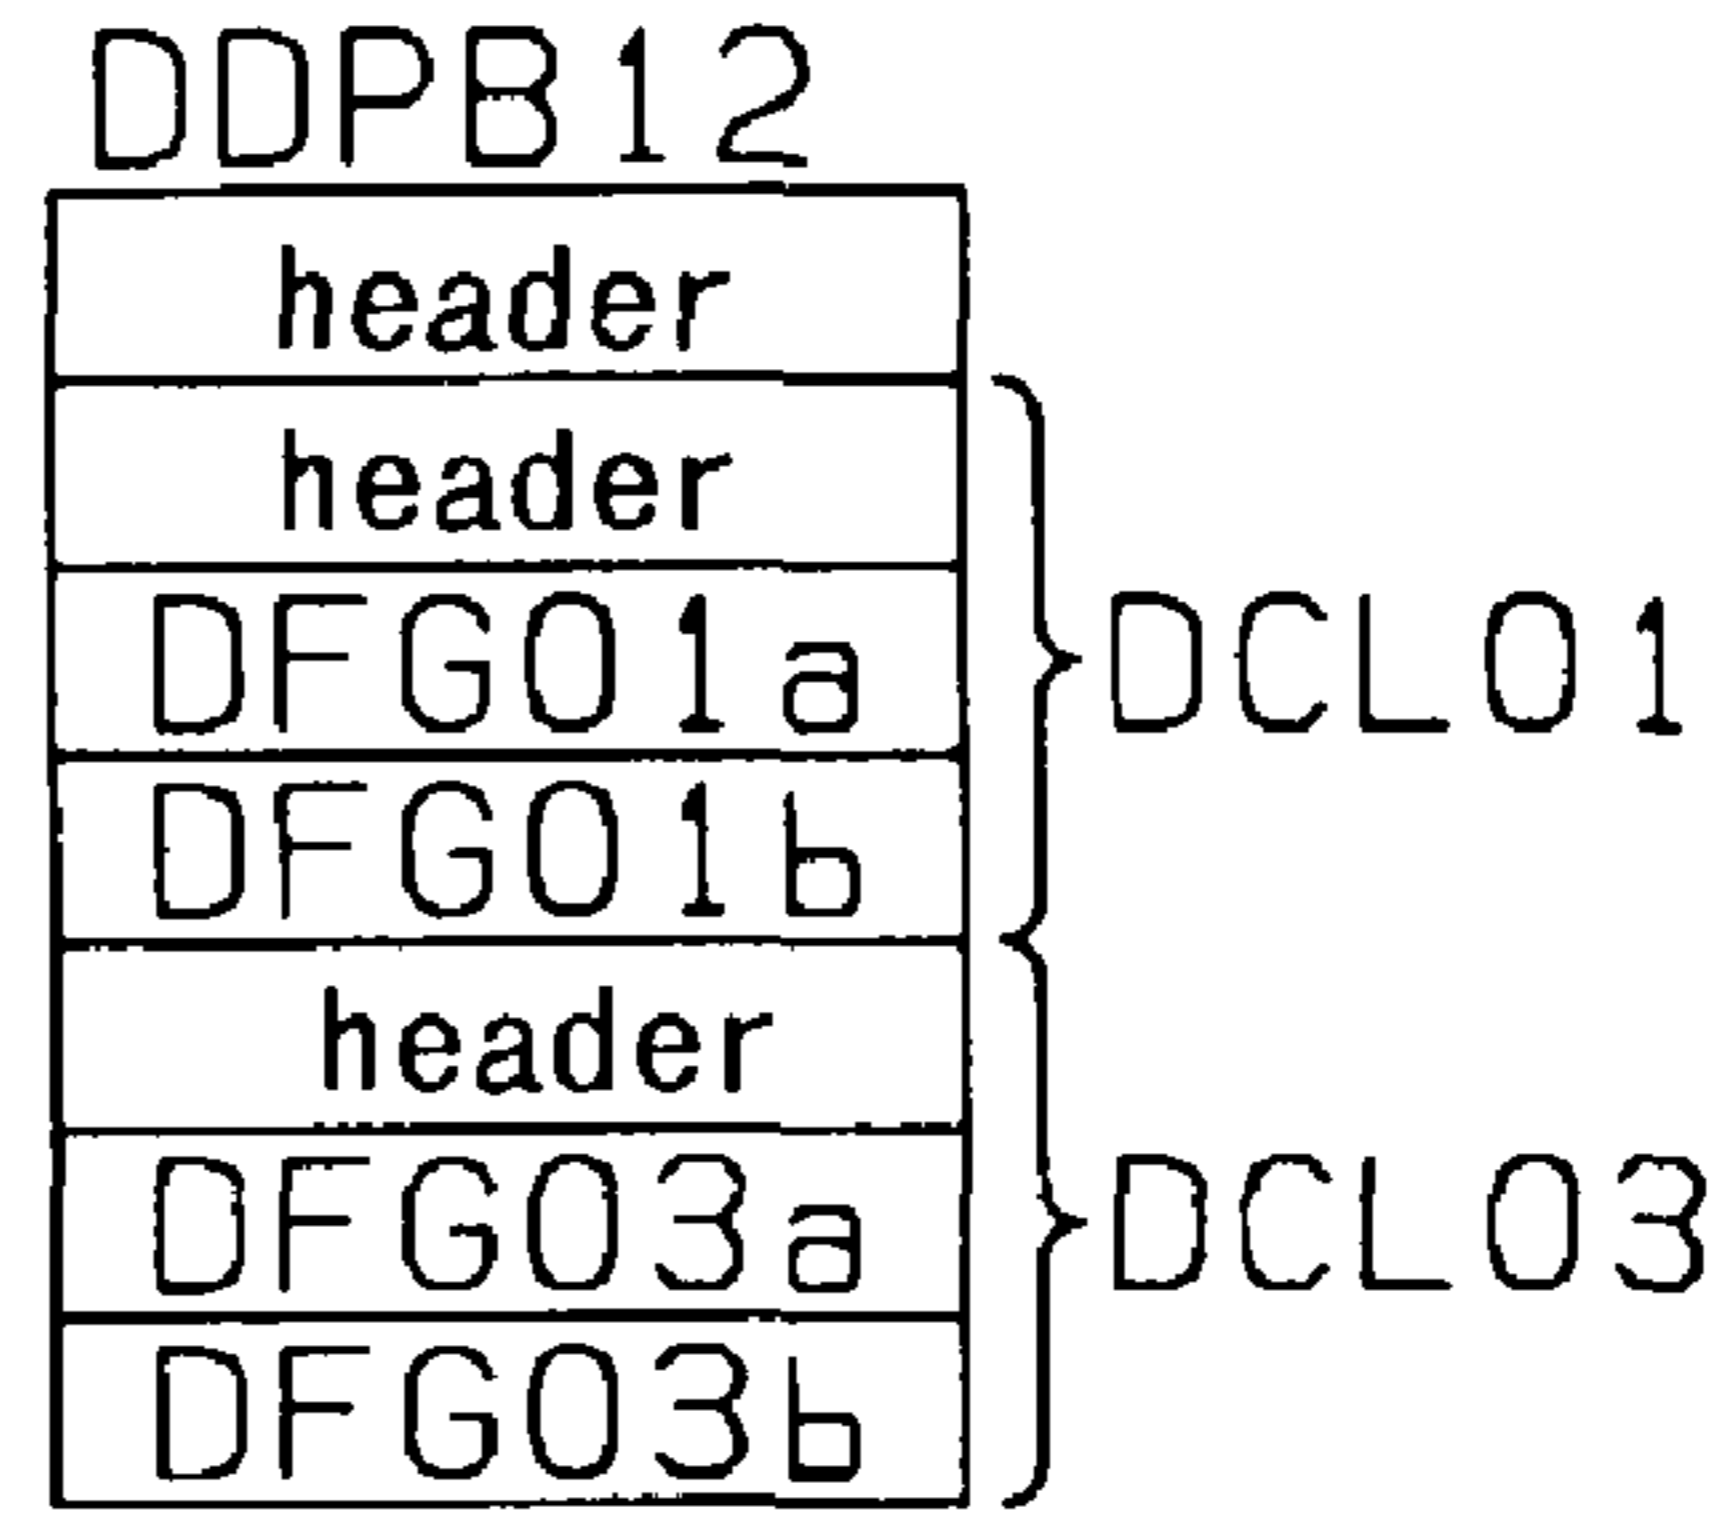 DDPB12
header
header
DFG01a
DCL01
DFG01b
header
DFG03a
DCL03
DFG03b